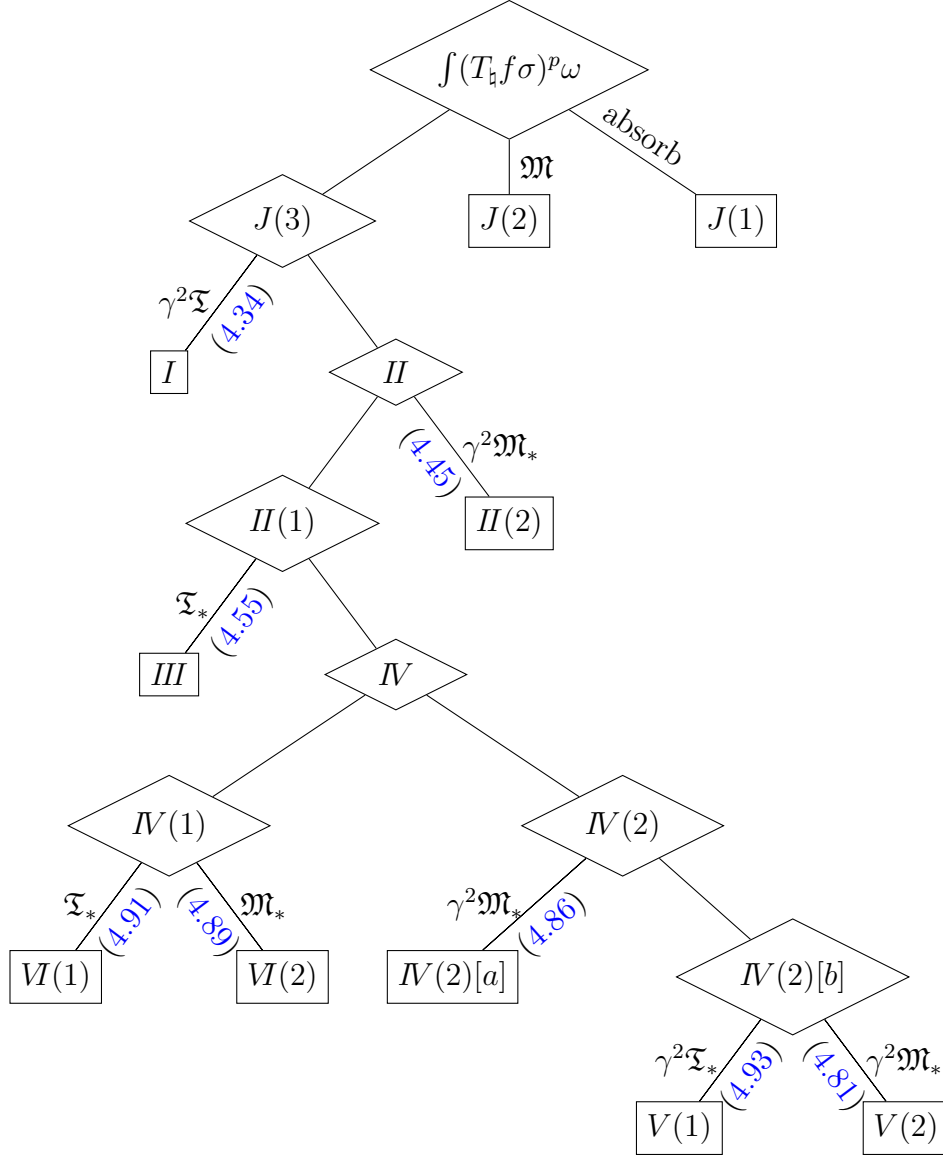 ∫(T♮fσ)^pω
absorb
𝔐
J(3)
J(2)
J(1)
γ²𝔗
(4.34)
I
II
(4.45)
γ²𝔐∗
II(1)
II(2)
𝔗∗
(4.55)
III
IV
IV(1)
IV(2)
𝔗∗
(4.91)
(4.89)
𝔐∗
γ²𝔐∗
(4.86)
VI(1)
VI(2)
IV(2)[a]
IV(2)[b]
γ²𝔗∗
(4.93)
(4.81)
γ²𝔐∗
V(1)
V(2)